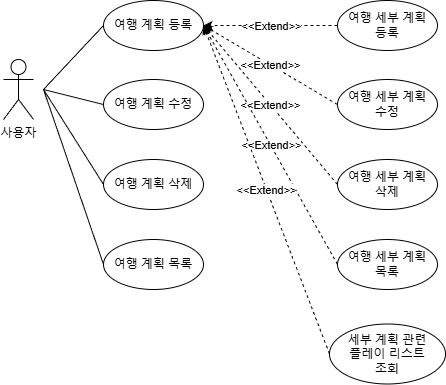 여행 계획 등록
<<Extend>>
여행 세부 계획
등록
<<Extend>>
여행 계획 수정
여행 세부 계획
수정
<<Extend>>
사용자
<<Extend>>
여행 계획 삭제
여행 세부 계획
삭제
<<Extend>>
여행 계획 목록
여행 세부 계획
목록
세부 계획 관련
플레이 리스트
조회